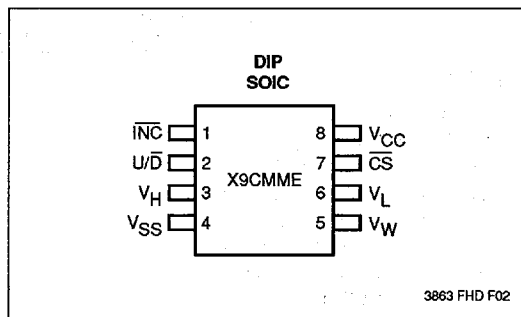 DIP
SOIC
INC 1 8 VCC
U/D 2 7 CS
X9CMME
VH 3 6 VL
VSS 4 5 VW
3863 FHD F02